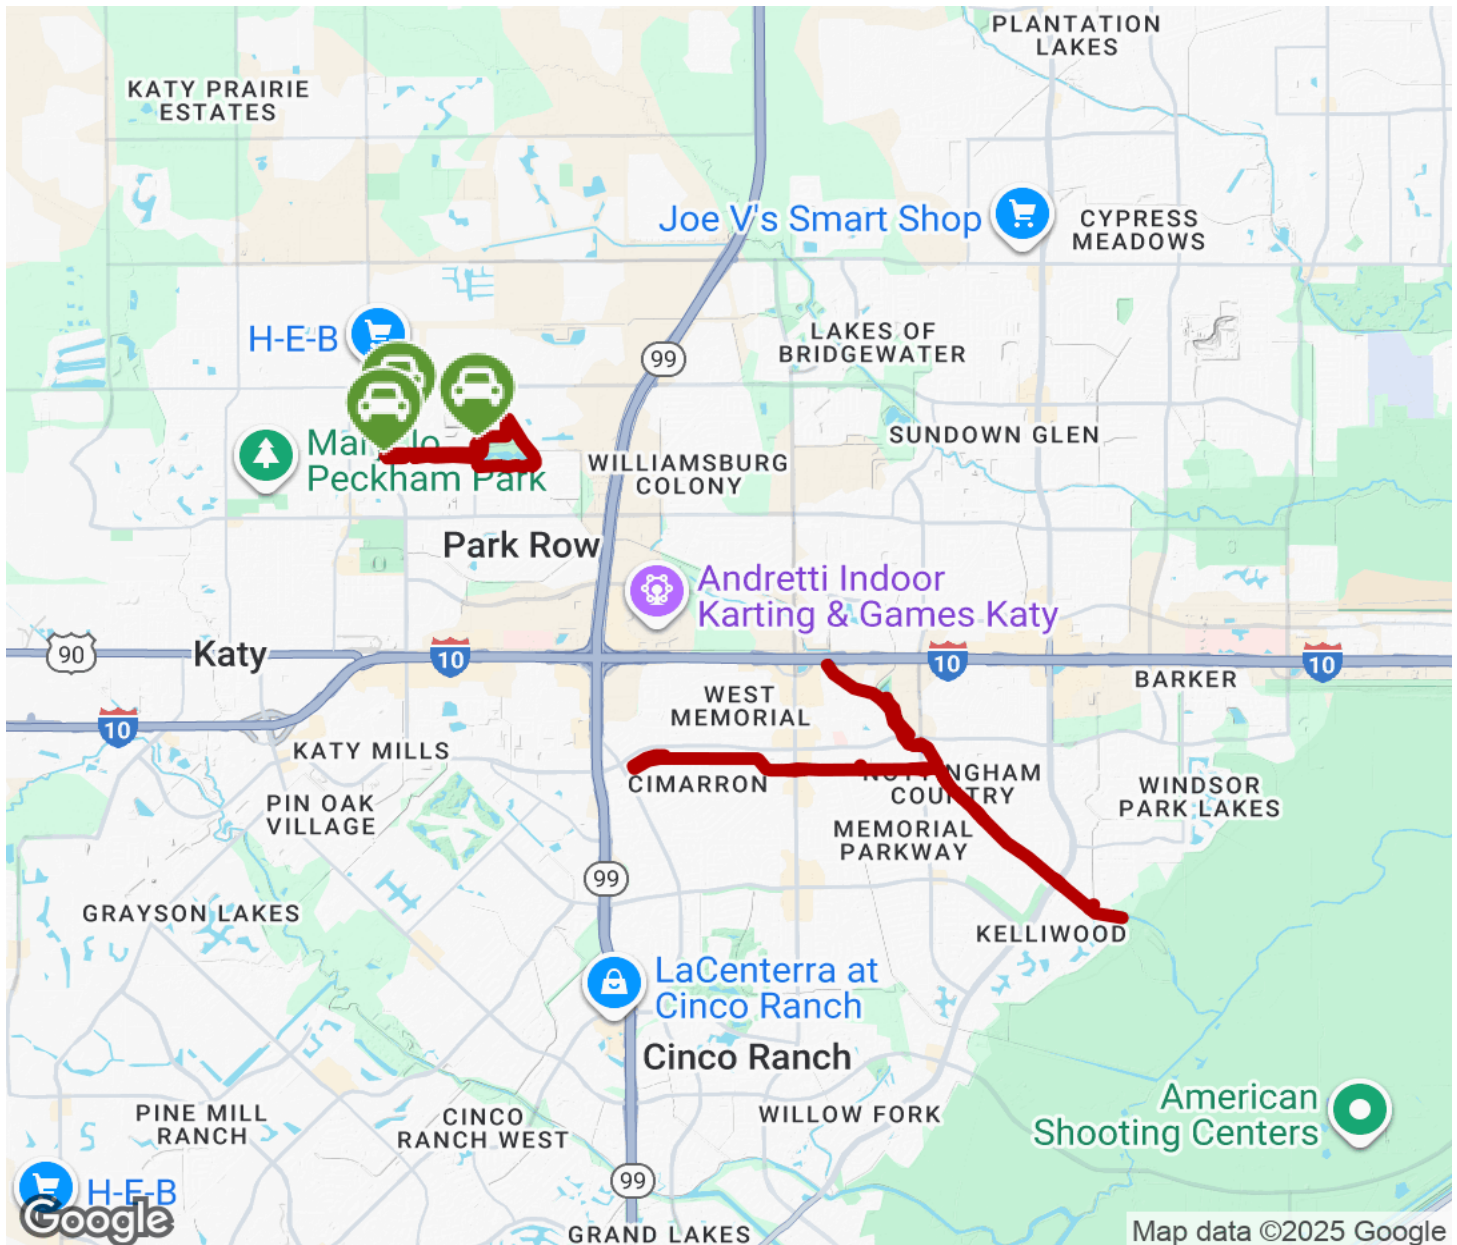 PLANTATION
LAKES
KATY PRAIRIE
ESTATES
Joe V's Smart Shop
CYPRESS
MEADOWS
H-E-B
LAKES OF
BRIDGEWATER
99
SUNDOWN GLEN
Peckham Park
WILLIAMSBURG
COLONY
Park Row
Andretti Indoor
Karting & Games Katy
90
Katy
10
10
10
BARKER
WEST
MEMORIAL
10
KATY MILLS
CIMARRON
NOTTINGHAM
COUNTRY
WINDSOR
PARK LAKES
PIN OAK
VILLAGE
MEMORIAL
PARKWAY
99
GRAYSON LAKES
KELLIWOOD
LaCenterra at
Cinco Ranch
Cinco Ranch
PINE MILL
RANCH
CINCO
RANCH WEST
WILLOW FORK
American
Shooting Centers
99
H-E-B
Google
GRAND LAKES
Map data ©2025 Google